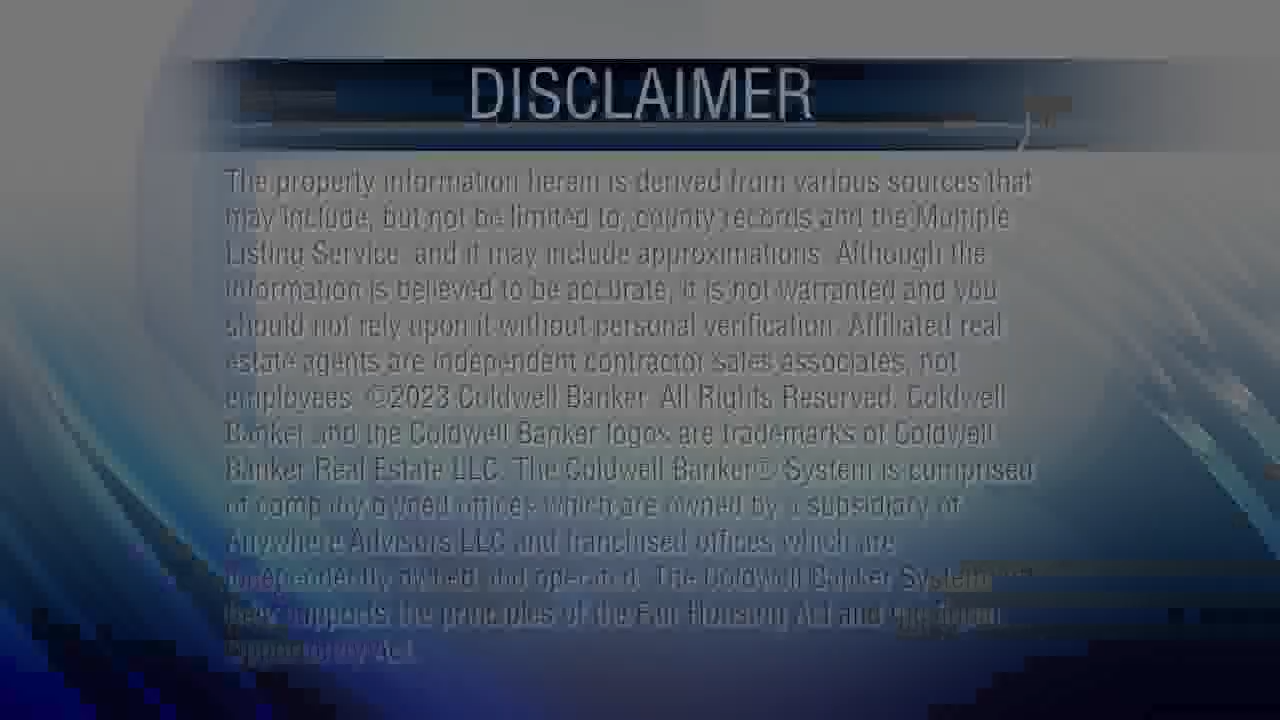 DISCLAIMER
The property information herein is derived from various sources that
may include, but not be limited to, county records and the Multiple
Listing Service, and it may include approximations. Although the
information is believed to be accurate, it is not warranted and you
should not rely upon it without personal verification. Affiliated real
estate agents are independent contractor sales associates, not
employees. ©2023 Coldwell Banker. All Rights Reserved. Coldwell
Banker and the Coldwell Banker logos are trademarks of Coldwell
Banker Real Estate LLC. The Coldwell Banker® System is comprised
of company owned offices which are owned by a subsidiary of
Anywhere Advisors LLC and franchised offices which are
independently owned and operated. The Coldwell Banker System
supports the principles of the Fair Housing Act and the Equal
Opportunity Act.